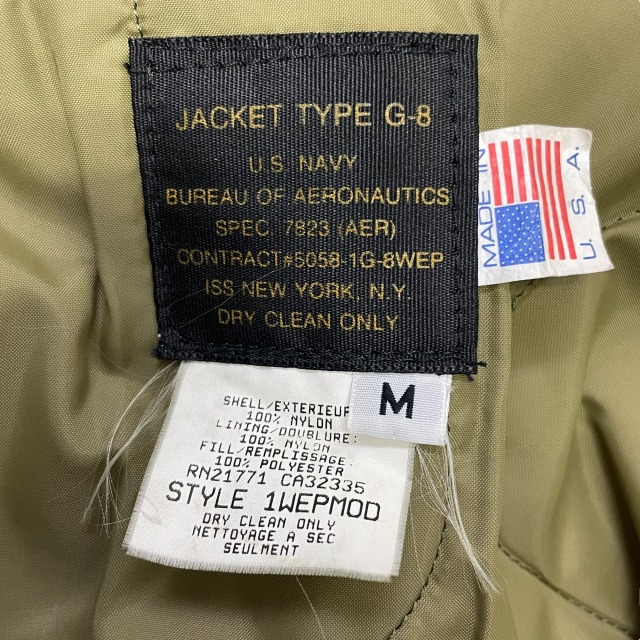 JACKET TYPE G-8
U.S. NAVY
BUREAU OF AERONAUTICS
SPEC. 7823 (AER)
CONTRACT#5058-1G-8WEP
ISS NEW YORK, N.Y.
DRY CLEAN ONLY
MADE IN
U. S. A.
M
SHELL/EXTERIEUR
100% NYLON
LINING/DOUBLURE:
100% NYLON
FILL/REMPLISSAGE:
100% POLYESTER
RN21771 CA32335
STYLE 1WEPMOD
DRY CLEAN ONLY
NETTOYAGE A SEC
SEULMENT